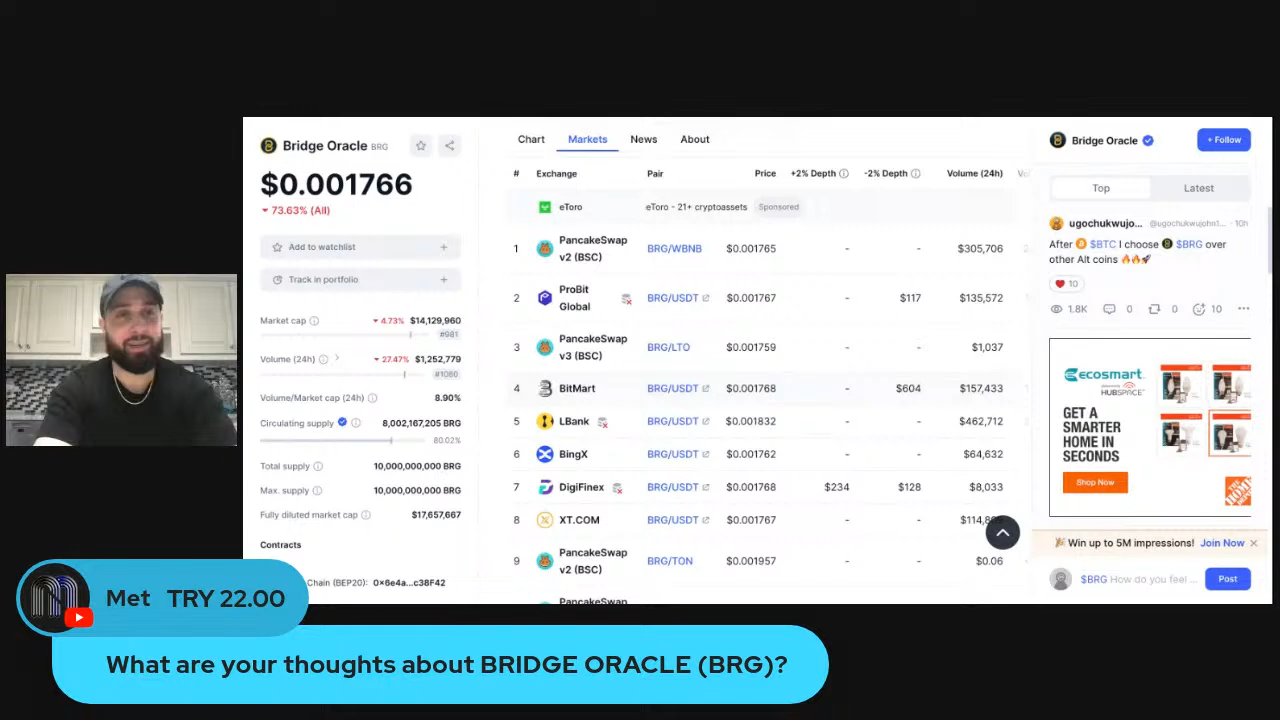 Bridge Oracle BRG
$0.001766
73.63% (All)
Add to watchlist +
Track in portfolio +
Market cap 4.73% $14,129,960
#981
Volume (24h) 27.47% $1,252,779
#1086
Volume/Market cap (24h) 8.90%
Circulating supply 8,002,167,205 BRG
80.02%
Total supply 10,000,000,000 BRG
Max. supply 10,000,000,000 BRG
Fully diluted market cap $17,657,667
Contracts
Chain (BEP20): 0x6e4a...c38F42
Chart Markets News About
# Exchange Pair Price +2% Depth -2% Depth Volume (24h)
eToro eToro - 21+ cryptoassets Sponsored
1 PancakeSwap v2 (BSC) BRG/WBNB $0.001765 - - $305,706
2 ProBit Global BRG/USDT $0.001767 - $117 $135,572
3 PancakeSwap v3 (BSC) BRG/LTO $0.001759 - - $1,037
4 BitMart BRG/USDT $0.001768 - $604 $157,433
5 LBank BRG/USDT $0.001832 - - $462,712
6 BingX BRG/USDT $0.001762 - - $64,632
7 DigiFinex BRG/USDT $0.001768 $234 $128 $8,033
8 XT.COM BRG/USDT $0.001767 - -
9 PancakeSwap v2 (BSC) BRG/TON $0.001957 - - $0.06
PancakeSwap
Bridge Oracle
+ Follow
Top Latest
ugochukwujo... @ugochukwujohn1... · 10h
After $BTC I choose $BRG over
other Alt coins
10
1.8K 0 0 10 ...
ecosmart
HUBSPACE
GET A
SMARTER
HOME IN
SECONDS
Shop Now
Win up to 5M impressions! Join Now
$BRG How do you feel ... Post
Met TRY 22.00
What are your thoughts about BRIDGE ORACLE (BRG)?